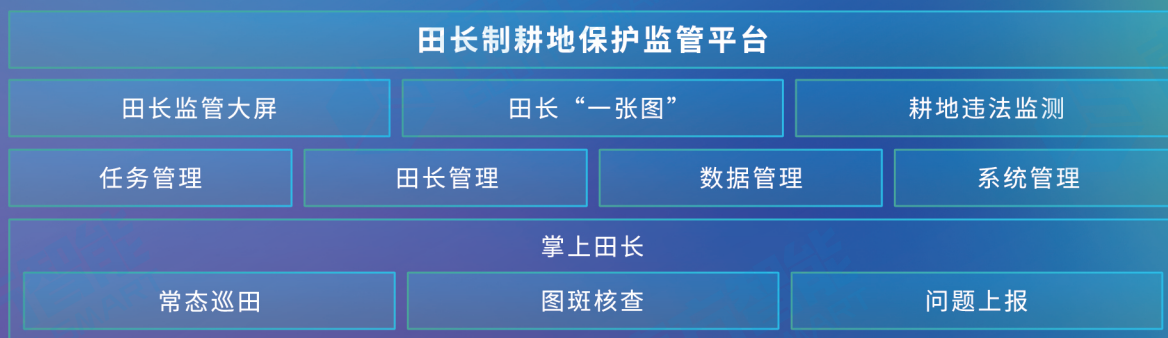 田长制耕地保护监管平台
田长监管大屏 田长“一张图” 耕地违法监测
任务管理 田长管理 数据管理 系统管理
掌上田长
常态巡田 图斑核查 问题上报